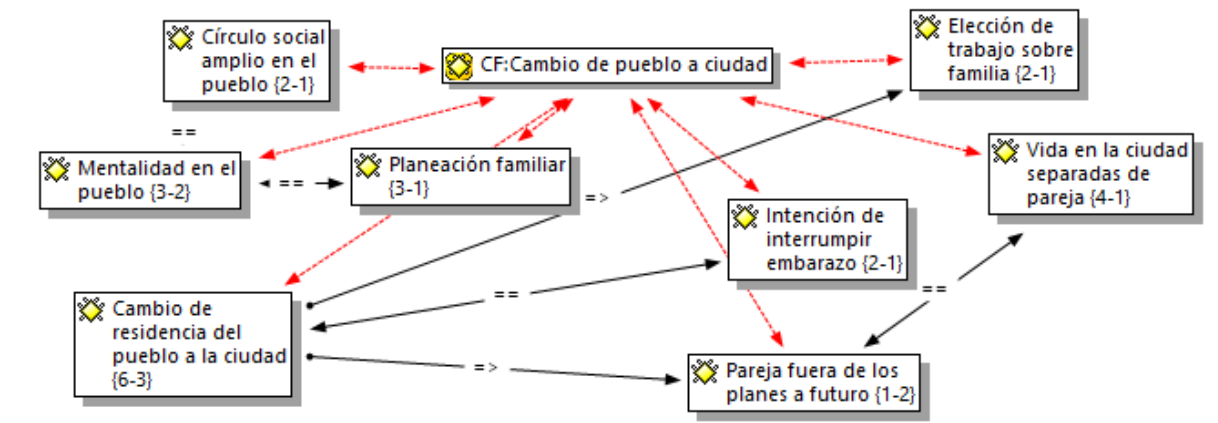 Círculo social
amplio en el
pueblo {2-1}
CF:Cambio de pueblo a ciudad
Elección de
trabajo sobre
familia {2-1}
==
Mentalidad en el
pueblo {3-2}
==
Planeación familiar
{3-1}
=>
Vida en la ciudad
separadas de
pareja {4-1}
Intención de
interrumpir
embarazo {2-1}
==
==
Cambio de
residencia del
pueblo a la ciudad
{6-3}
=>
Pareja fuera de los
planes a futuro {1-2}